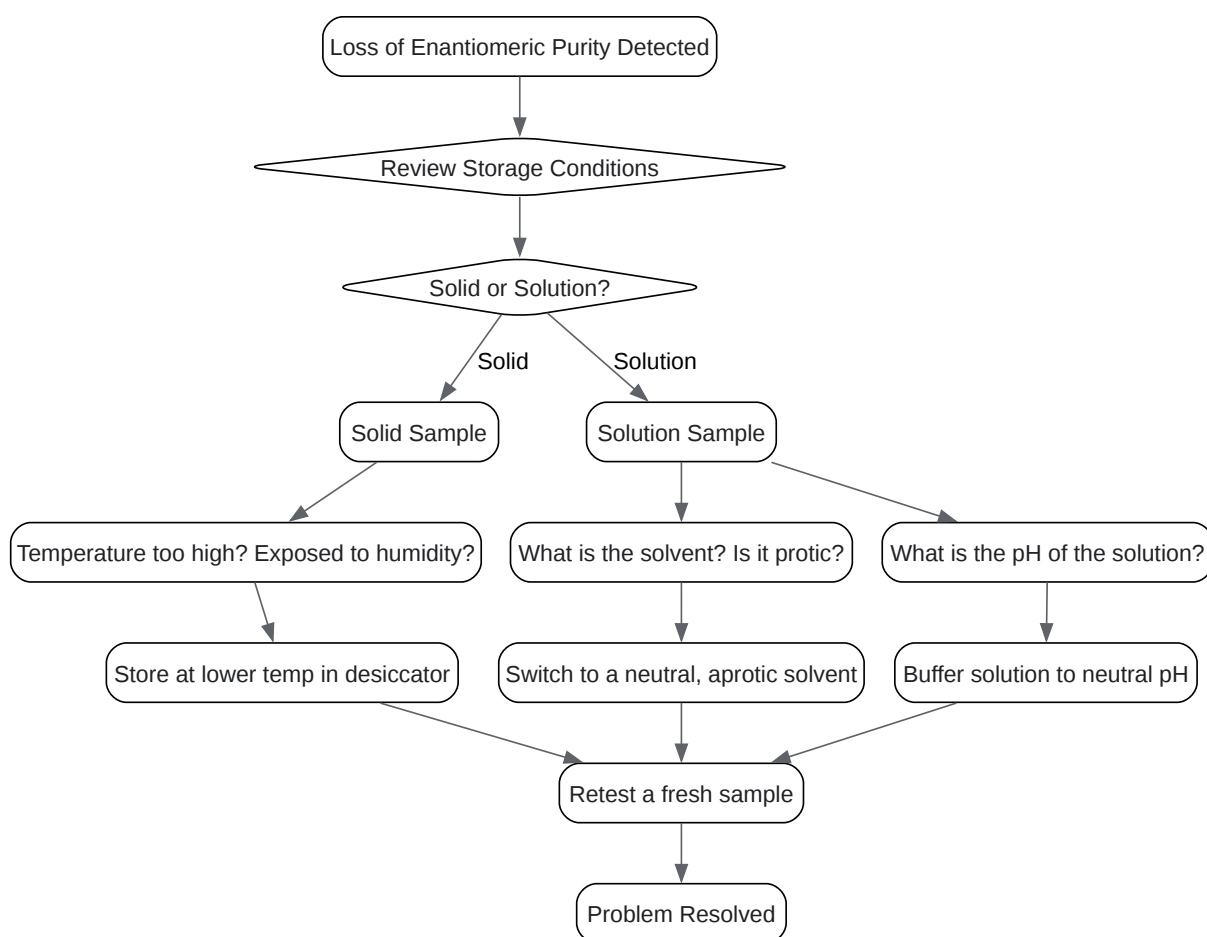 Loss of Enantiomeric Purity Detected
Review Storage Conditions
Solid or Solution?
Solid
Solution
Solid Sample
Solution Sample
Temperature too high? Exposed to humidity?
What is the solvent? Is it protic?
What is the pH of the solution?
Store at lower temp in desiccator
Switch to a neutral, aprotic solvent
Buffer solution to neutral pH
Retest a fresh sample
Problem Resolved